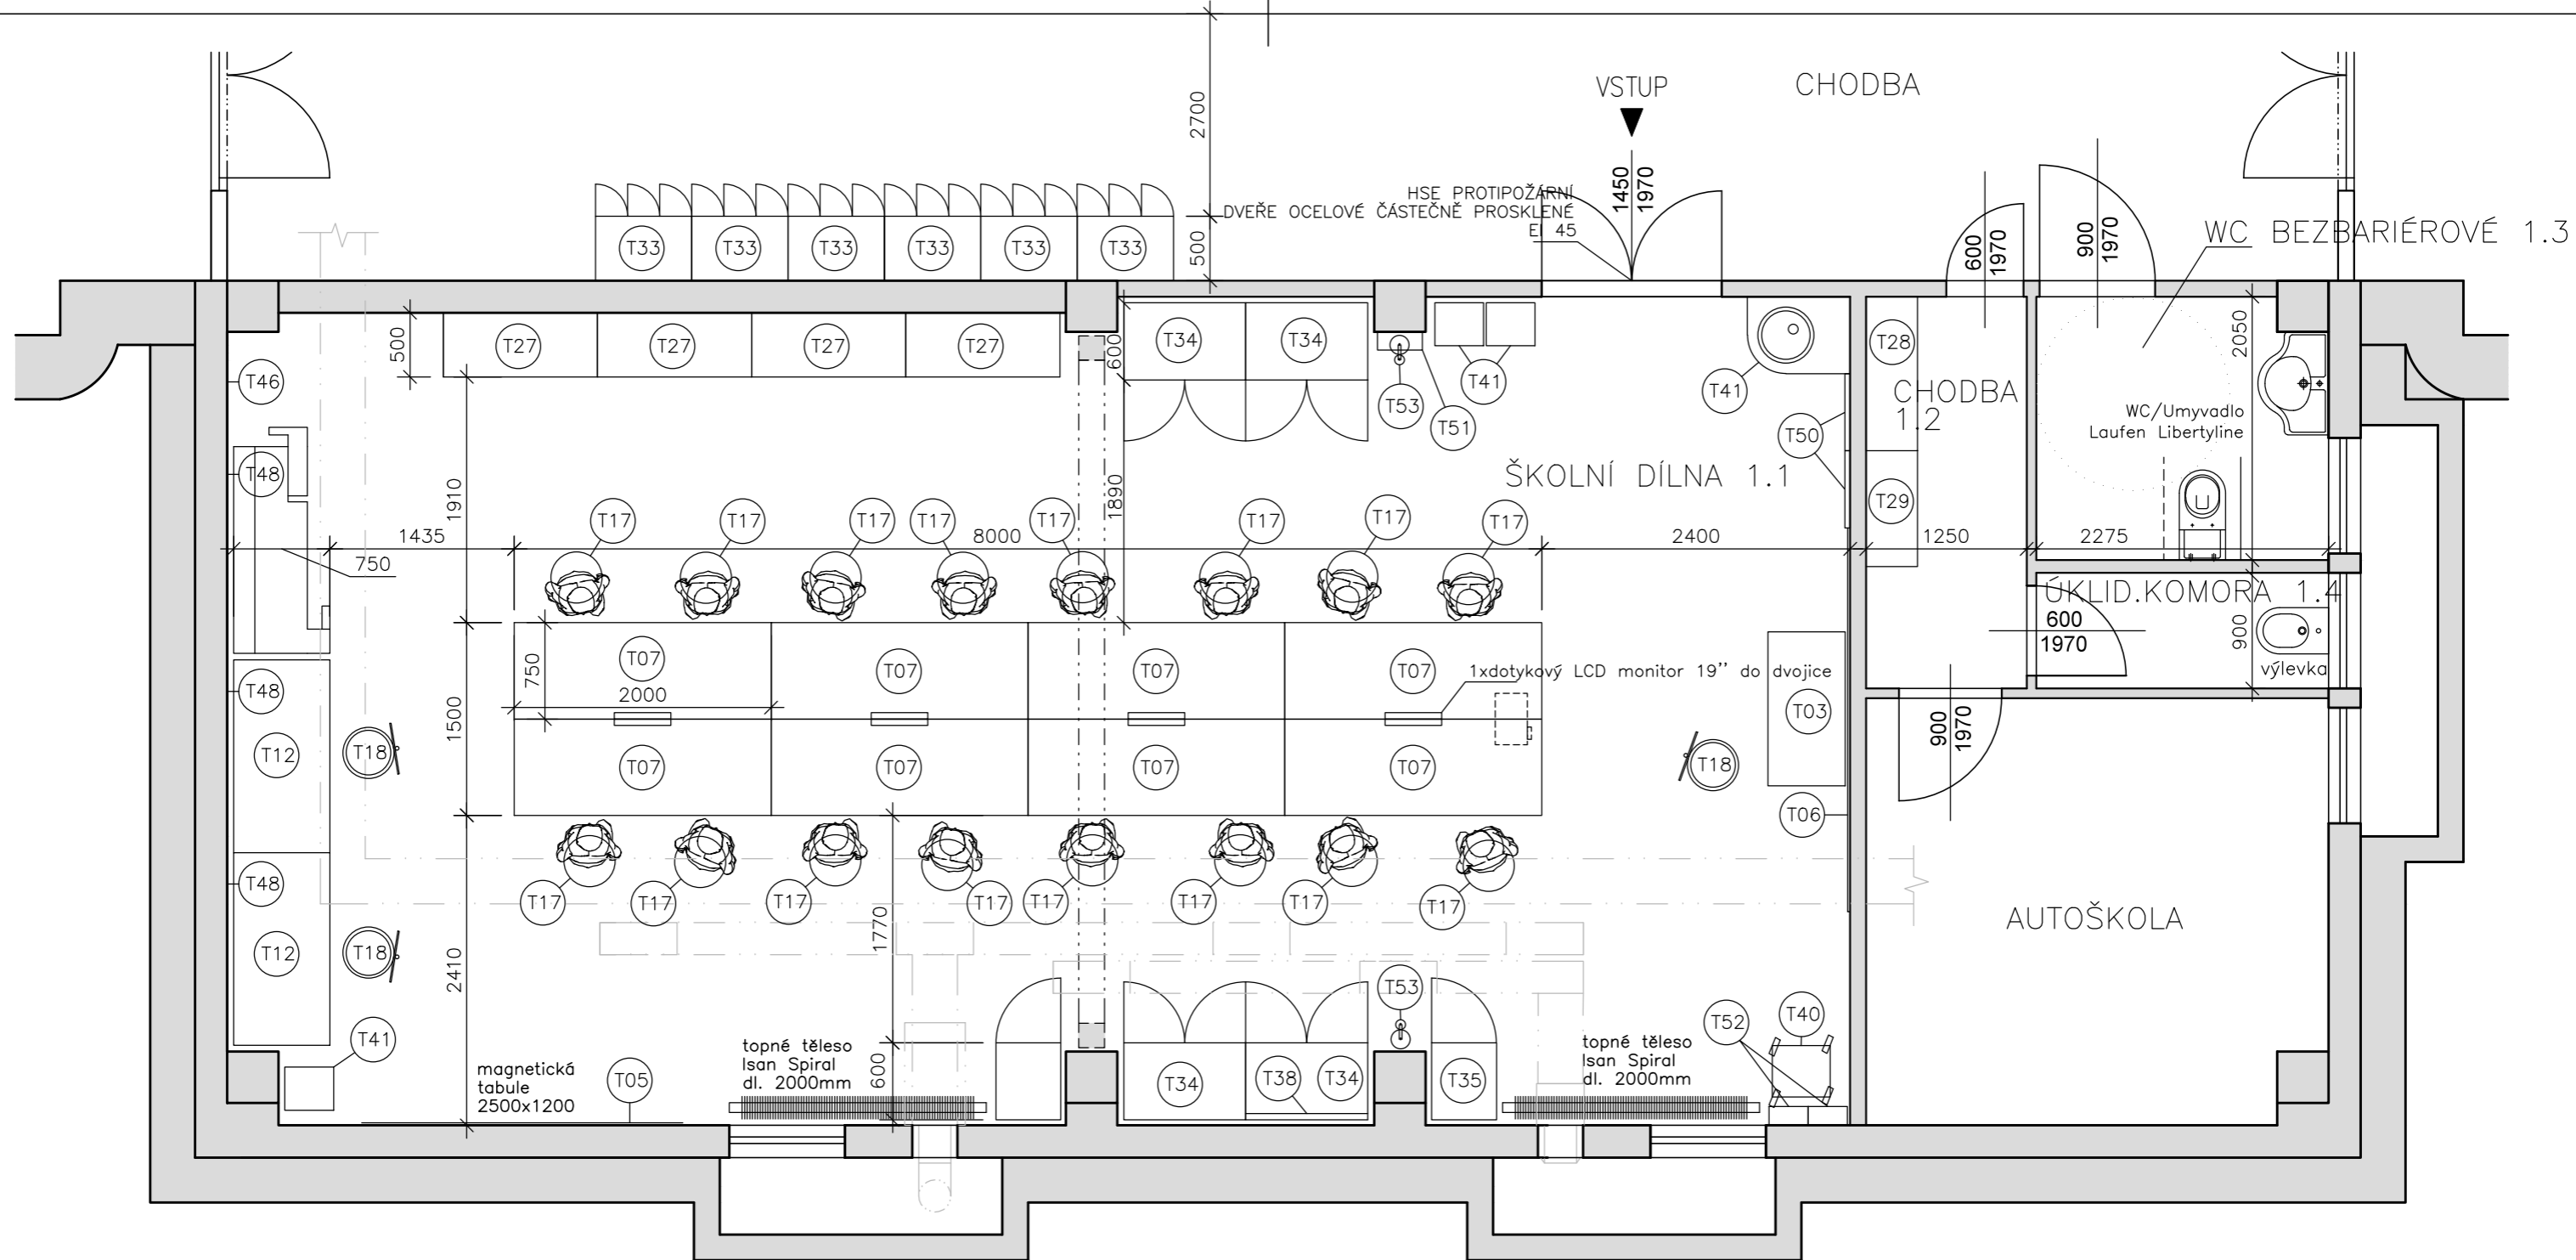 VSTUP
CHODBA
2700
1450
1970
HSE PROTIPOŽÁRNÍ
DVEŘE OCELOVÉ ČÁSTEČNĚ PROSKLENÉ
EI 45
600
1970
900
1970
WC BEZBARIÉROVÉ 1.3
T33
T33
T33
T33
T33
T33
500
500
T27
T27
T27
T27
600
T34
T34
T41
T53
T51
T41
T50
T28
CHODBA
1.2
T29
2050
WC/Umyvadlo
Laufen Libertyline
T46
T48
ŠKOLNÍ DÍLNA 1.1
1910
1890
T17
T17
T17
T17
T17
T17
T17
T17
1435
8000
2400
1250
2275
750
ÚKLID.KOMORA 1.4
600
1970
900
výlevka
750
T07
T07
T07
T07
1xdotykový LCD monitor 19'' do dvojice
2000
1500
T48
T12
T18
T07
T07
T07
T07
T18
T03
T06
900
1970
T48
T12
T18
T17
T17
T17
T17
T17
T17
T17
T17
AUTOŠKOLA
1770
2410
T41
magnetická
tabule
2500x1200
T05
topné těleso
Isan Spiral
dl. 2000mm
600
T34
T38
T34
T53
T35
topné těleso
Isan Spiral
dl. 2000mm
T52
T40